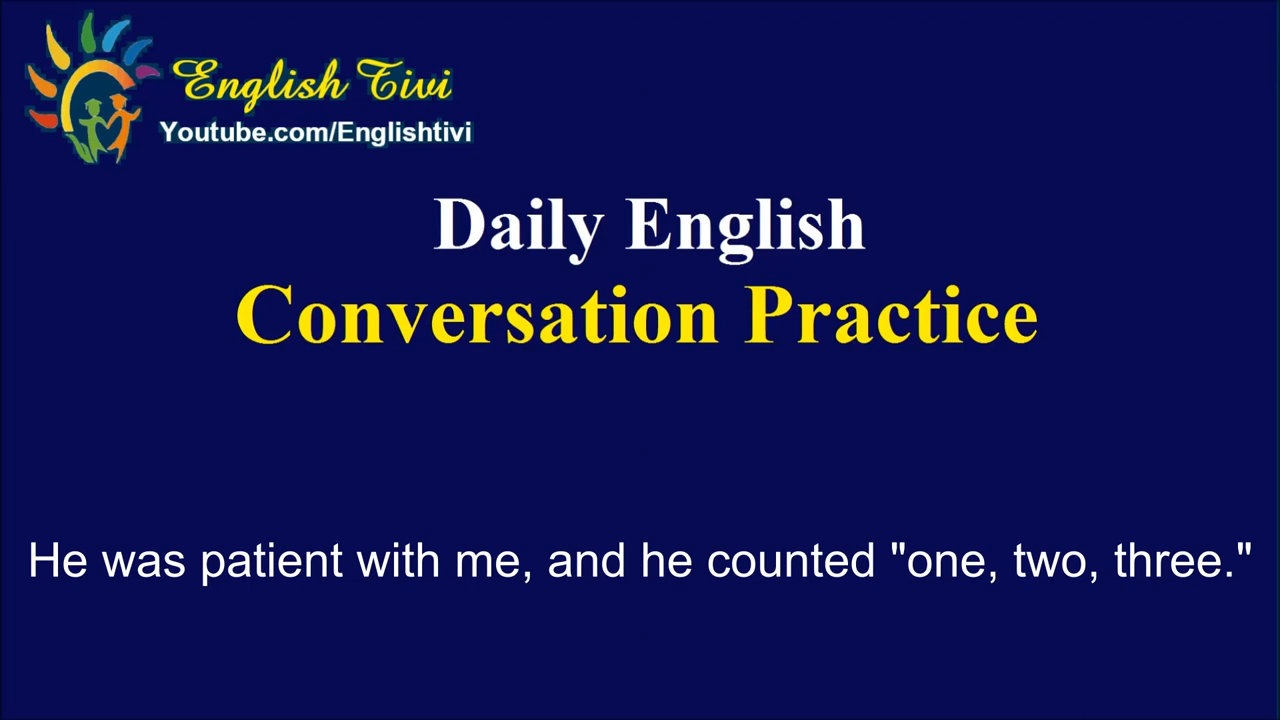 English Tivi
Youtube.com/Englishtivi
Daily English
Conversation Practice
He was patient with me, and he counted "one, two, three."